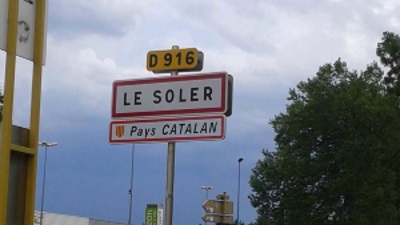 D 916
LE SOLER
Pays CATALAN